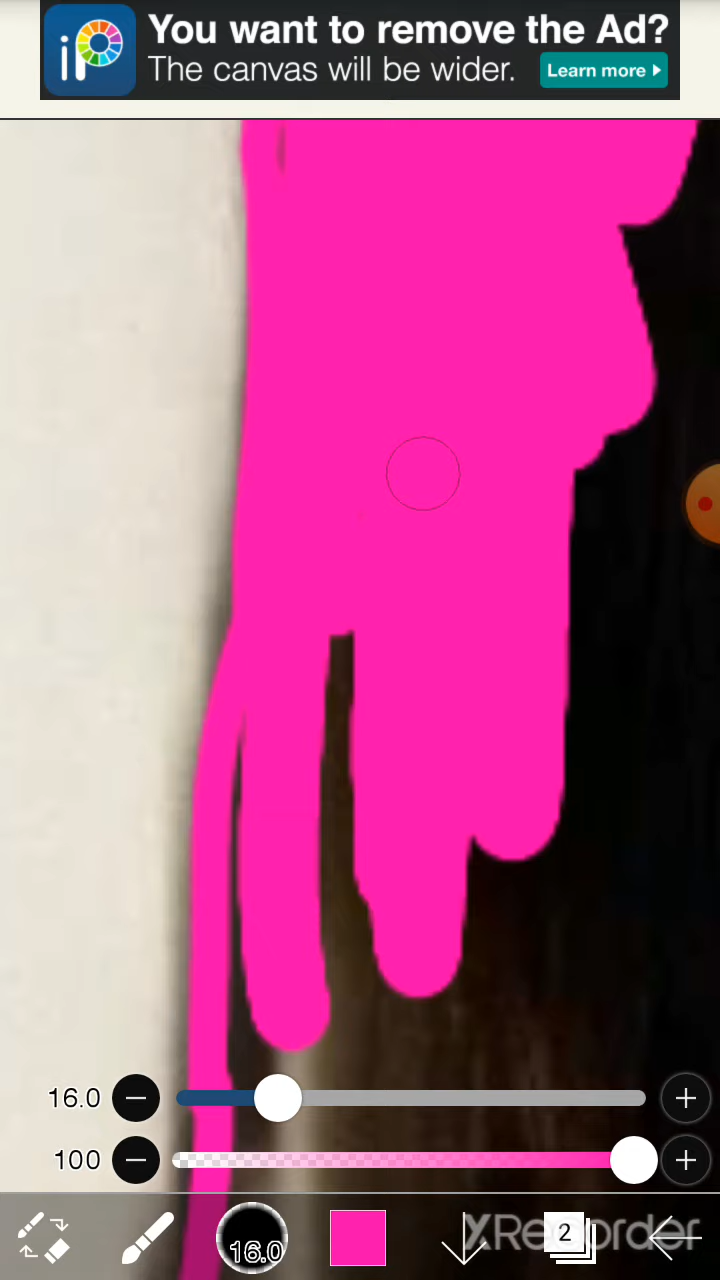 iP
You want to remove the Ad?
The canvas will be wider.
Learn more
16.0
100
16.0
2
XRecorder